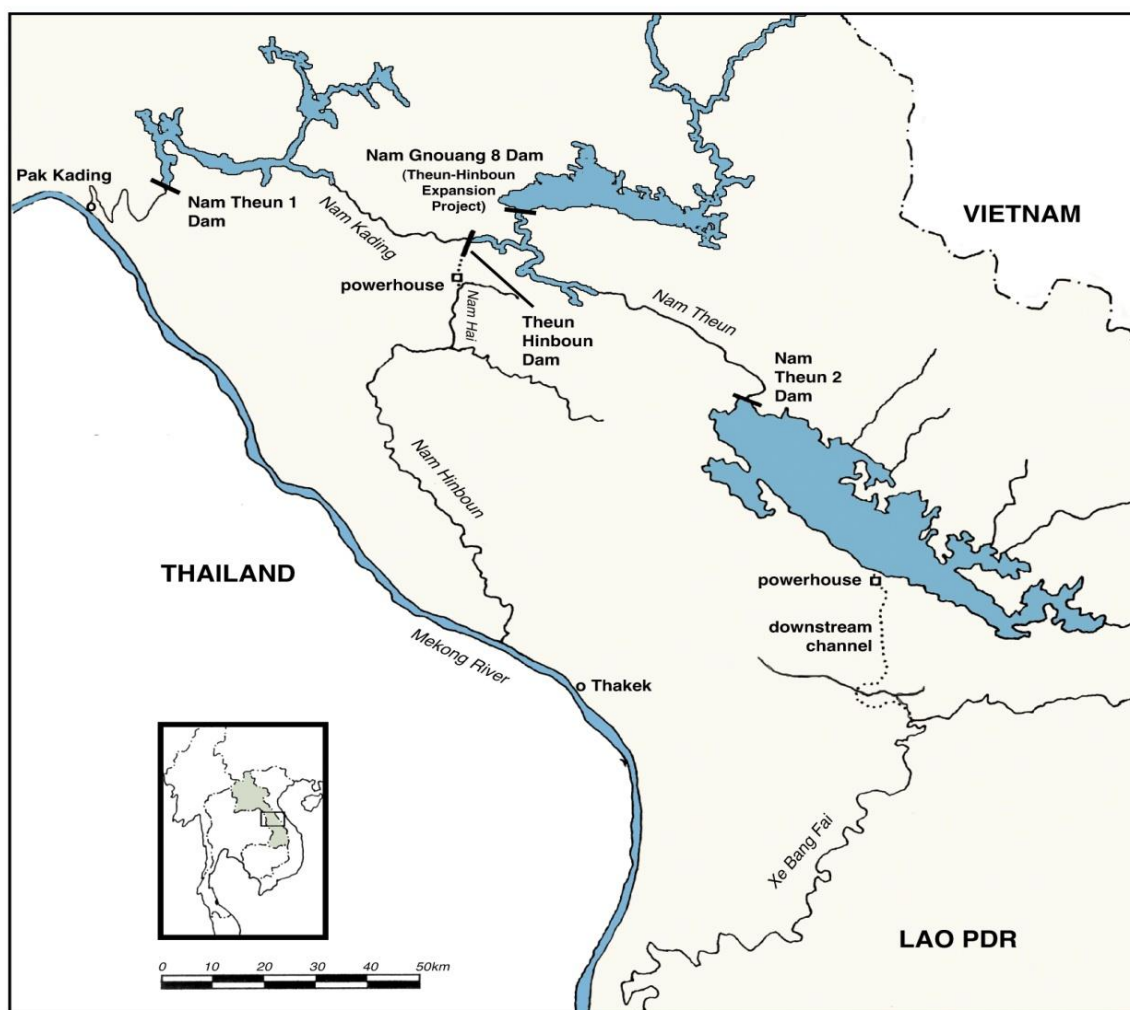 Pak Kading
Nam Theun 1
Dam
Nam Gnouang 8 Dam
(Theun-Hinboun
Expansion
Project)
VIETNAM
Nam Kading
powerhouse
Nam Hai
Theun
Hinboun
Dam
Nam Theun
Nam
Theun 2
Dam
Nam Hinboun
THAILAND
powerhouse
downstream
channel
Mekong River
Thakek
Xe Bang Fai
LAO PDR
0 10 20 30 40 50km